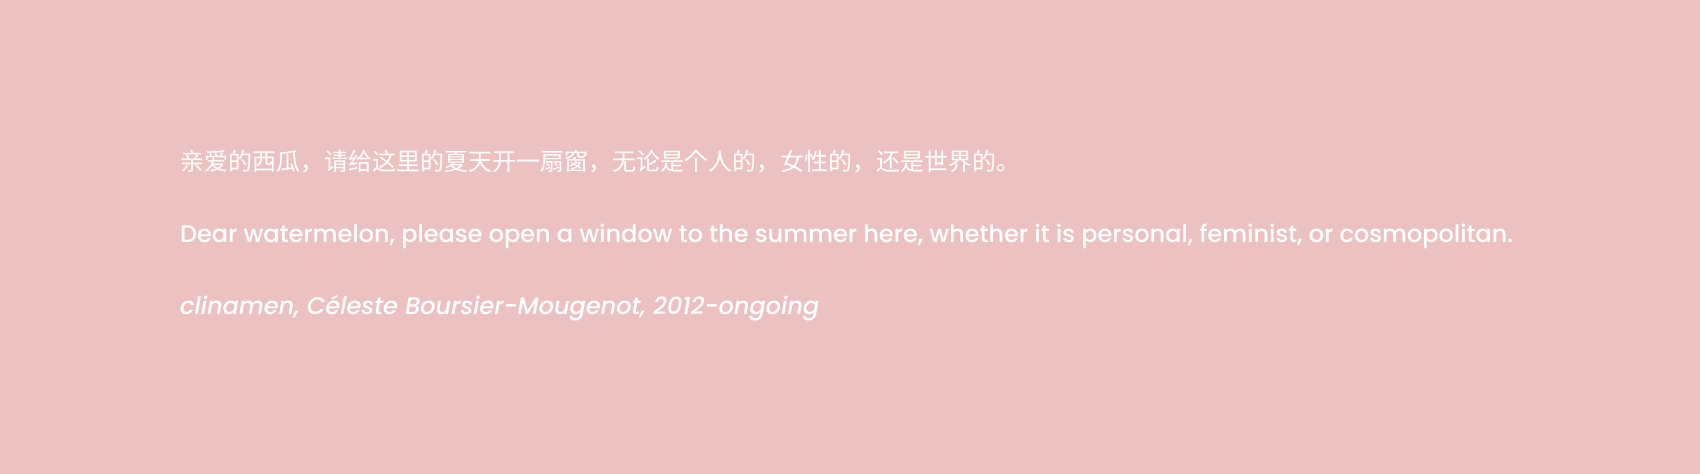 亲爱的西瓜，请给这里的夏天开一扇窗，无论是个人的，女性的，还是世界的。
Dear watermelon, please open a window to the summer here, whether it is personal, feminist, or cosmopolitan.
clinamen, Céleste Boursier-Mougenot, 2012-ongoing